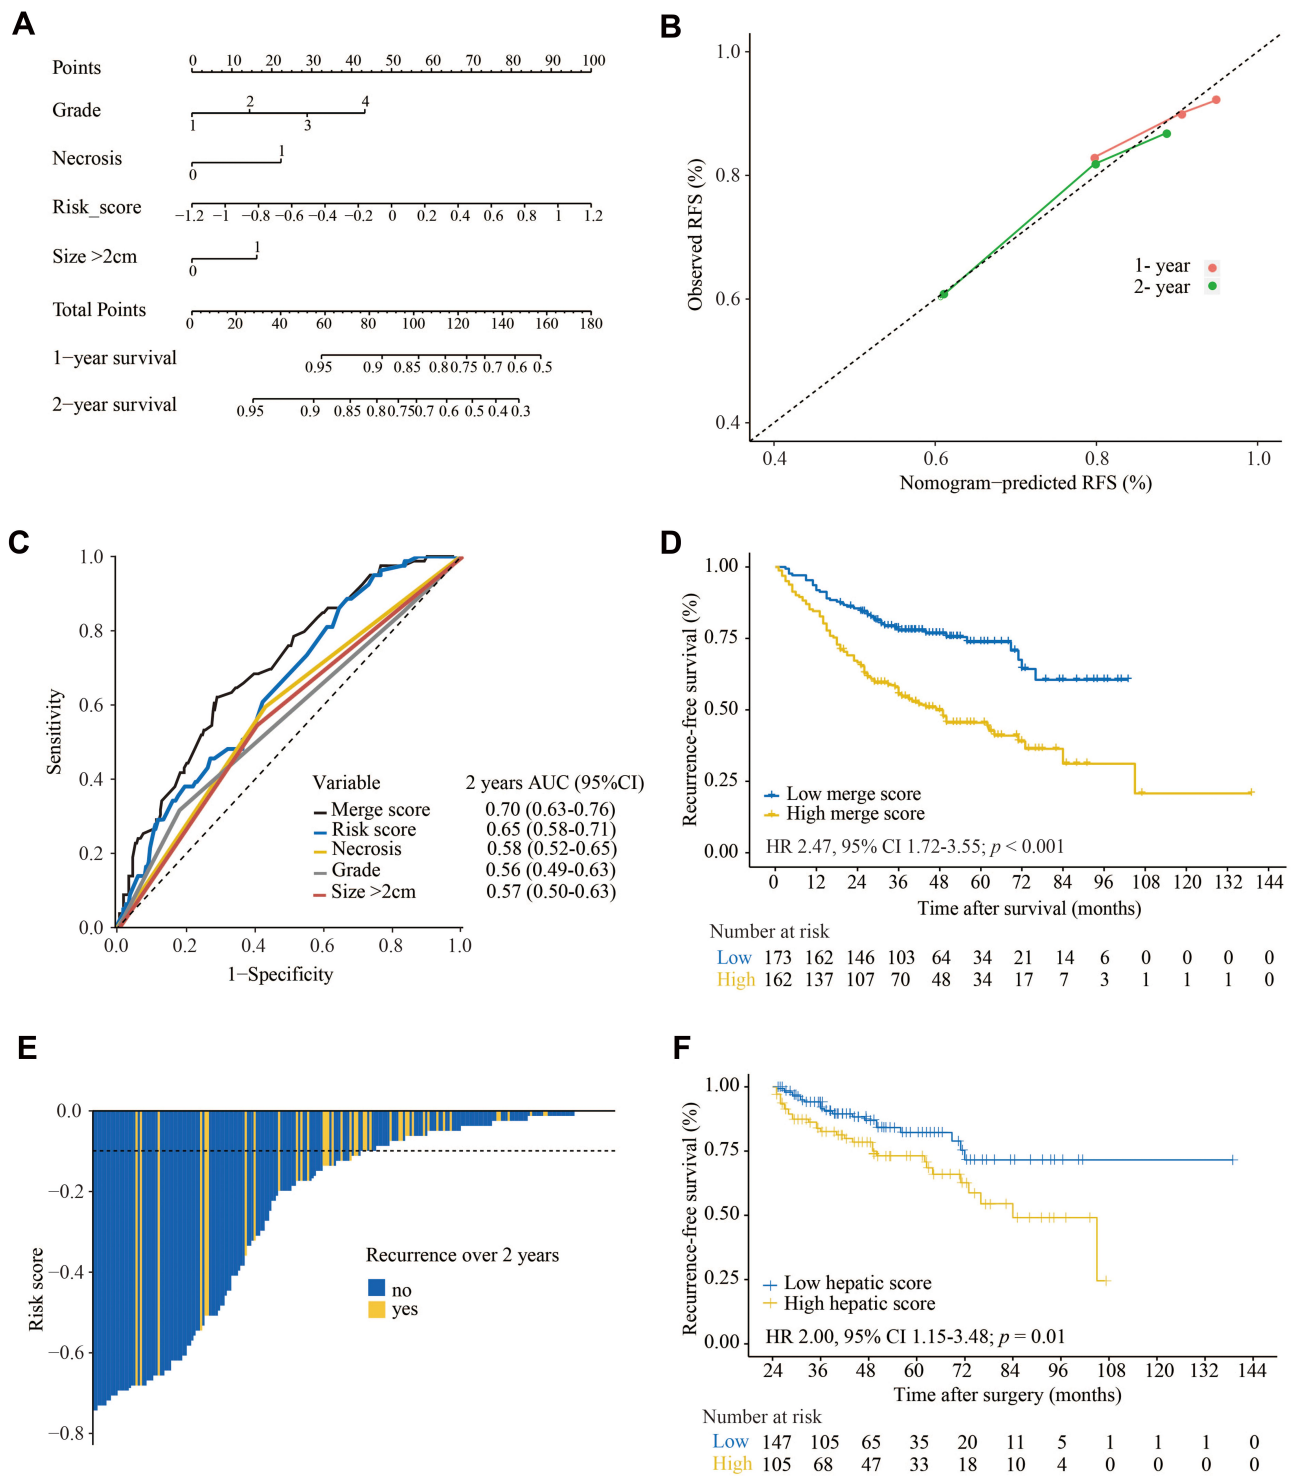 A
Points
0 10 20 30 40 50 60 70 80 90 100
Grade
2 4
1 3
Necrosis
1
0
Risk_score
−1.2 −1 −0.8 −0.6 −0.4 −0.2 0 0.2 0.4 0.6 0.8 1 1.2
Size >2cm
1
0
Total Points
0 20 40 60 80 100 120 140 160 180
1−year survival
0.95 0.9 0.85 0.80 0.75 0.7 0.6 0.5
2−year survival
0.95 0.9 0.85 0.80 0.75 0.7 0.6 0.5 0.4 0.3
B
Observed RFS (%)
1.0
0.8
0.6
0.4
1- year
2- year
0.4 0.6 0.8 1.0
Nomogram−predicted RFS (%)
C
Sensitivity
1.0
0.8
0.6
0.4
0.2
0.0
Variable 2 years AUC (95%CI)
Merge score 0.70 (0.63-0.76)
Risk score 0.65 (0.58-0.71)
Necrosis 0.58 (0.52-0.65)
Grade 0.56 (0.49-0.63)
Size >2cm 0.57 (0.50-0.63)
0.0 0.2 0.4 0.6 0.8 1.0
1−Specificity
D
Recurrence-free survival (%)
1.00
0.75
0.50
0.25
0.00
Low merge score
High merge score
HR 2.47, 95% CI 1.72-3.55; p < 0.001
0 12 24 36 48 60 72 84 96 108 120 132 144
Time after survival (months)
Number at risk
Low 173 162 146 103 64 34 21 14 6 0 0 0 0
High 162 137 107 70 48 34 17 7 3 1 1 1 0
E
Risk score
0.0
−0.2
−0.4
−0.6
−0.8
Recurrence over 2 years
no
yes
F
Recurrence-free survival (%)
1.00
0.75
0.50
0.25
0.00
Low hepatic score
High hepatic score
HR 2.00, 95% CI 1.15-3.48; p = 0.01
24 36 48 60 72 84 96 108 120 132 144
Time after surgery (months)
Number at risk
Low 147 105 65 35 20 11 5 1 1 1 0
High 105 68 47 33 18 10 4 0 0 0 0